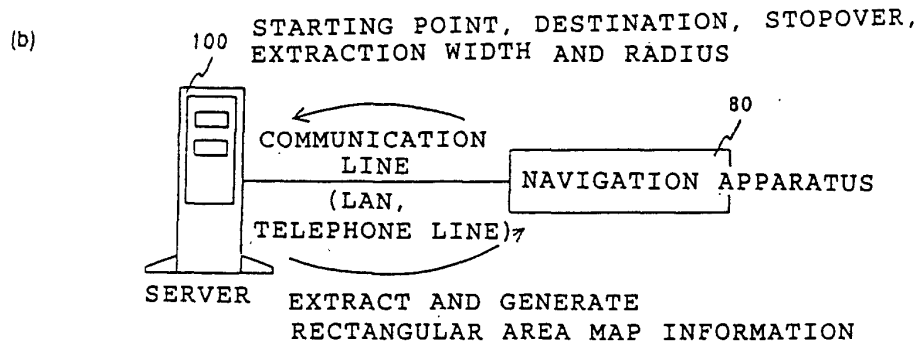 (b)
100
STARTING POINT, DESTINATION, STOPOVER,
EXTRACTION WIDTH AND RADIUS
80
COMMUNICATION
LINE
NAVIGATION APPARATUS
(LAN,
TELEPHONE LINE)
SERVER
EXTRACT AND GENERATE
RECTANGULAR AREA MAP INFORMATION